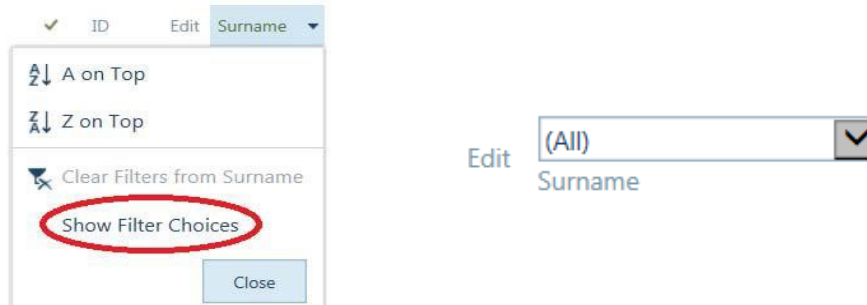 ID Edit Surname
A on Top
Z on Top
Clear Filters from Surname
Show Filter Choices
Close
Edit (All)
Surname